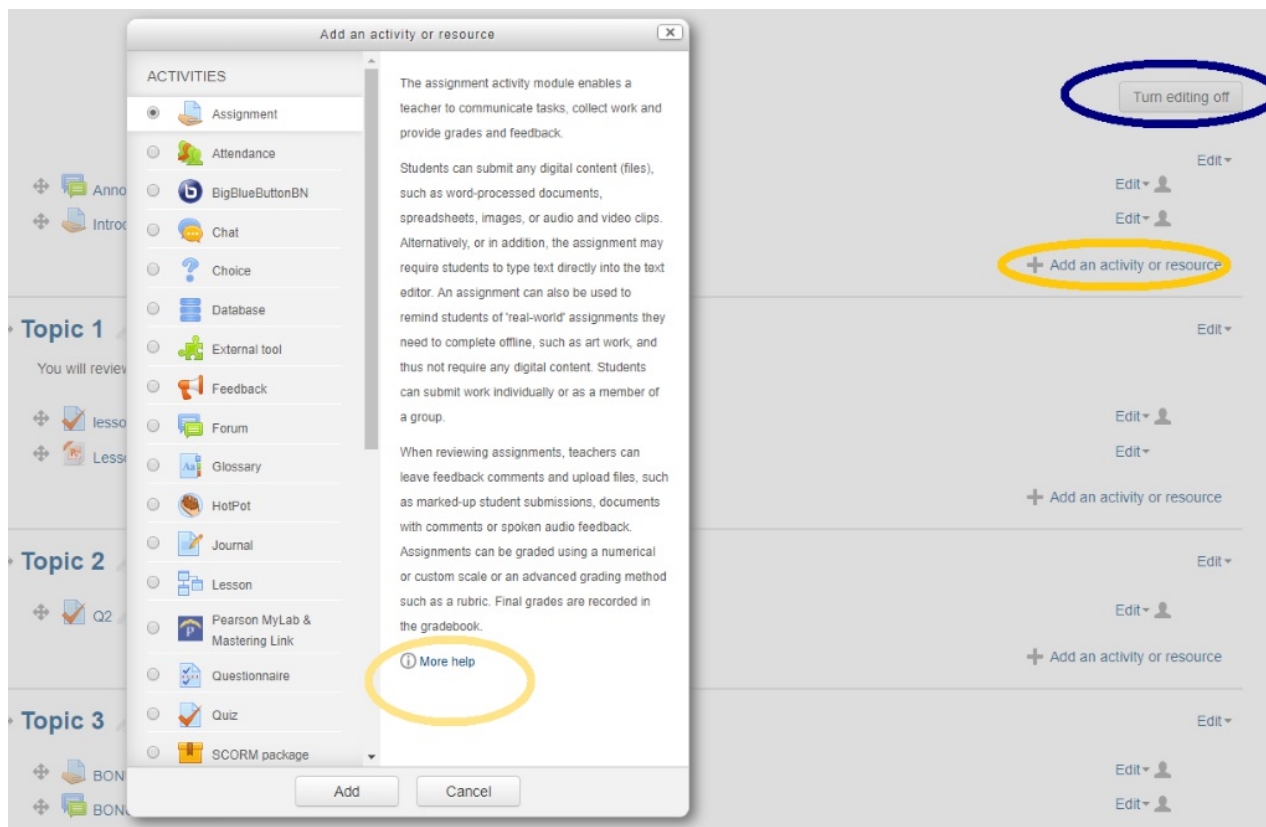 Add an activity or resource
ACTIVITIES
Assignment
Attendance
BigBlueButtonBN
Chat
Choice
Database
External tool
Feedback
Forum
Glossary
HotPot
Journal
Lesson
Pearson MyLab &
Mastering Link
Questionnaire
Quiz
SCORM package
The assignment activity module enables a
teacher to communicate tasks, collect work and
provide grades and feedback.
Students can submit any digital content (files),
such as word-processed documents,
spreadsheets, images, or audio and video clips.
Alternatively, or in addition, the assignment may
require students to type text directly into the text
editor. An assignment can also be used to
remind students of 'real-world' assignments they
need to complete offline, such as art work, and
thus not require any digital content. Students
can submit work individually or as a member of
a group.
When reviewing assignments, teachers can
leave feedback comments and upload files, such
as marked-up student submissions, documents
with comments or spoken audio feedback.
Assignments can be graded using a numerical
or custom scale or an advanced grading method
such as a rubric. Final grades are recorded in
the gradebook.
More help
Add
Cancel
Turn editing off
Edit
Anno
Edit
Introd
Edit
Add an activity or resource
Topic 1
Edit
You will review
lesso
Edit
Lesso
Edit
Add an activity or resource
Topic 2
Edit
Q2
Edit
Add an activity or resource
Topic 3
Edit
BON
Edit
BON
Edit